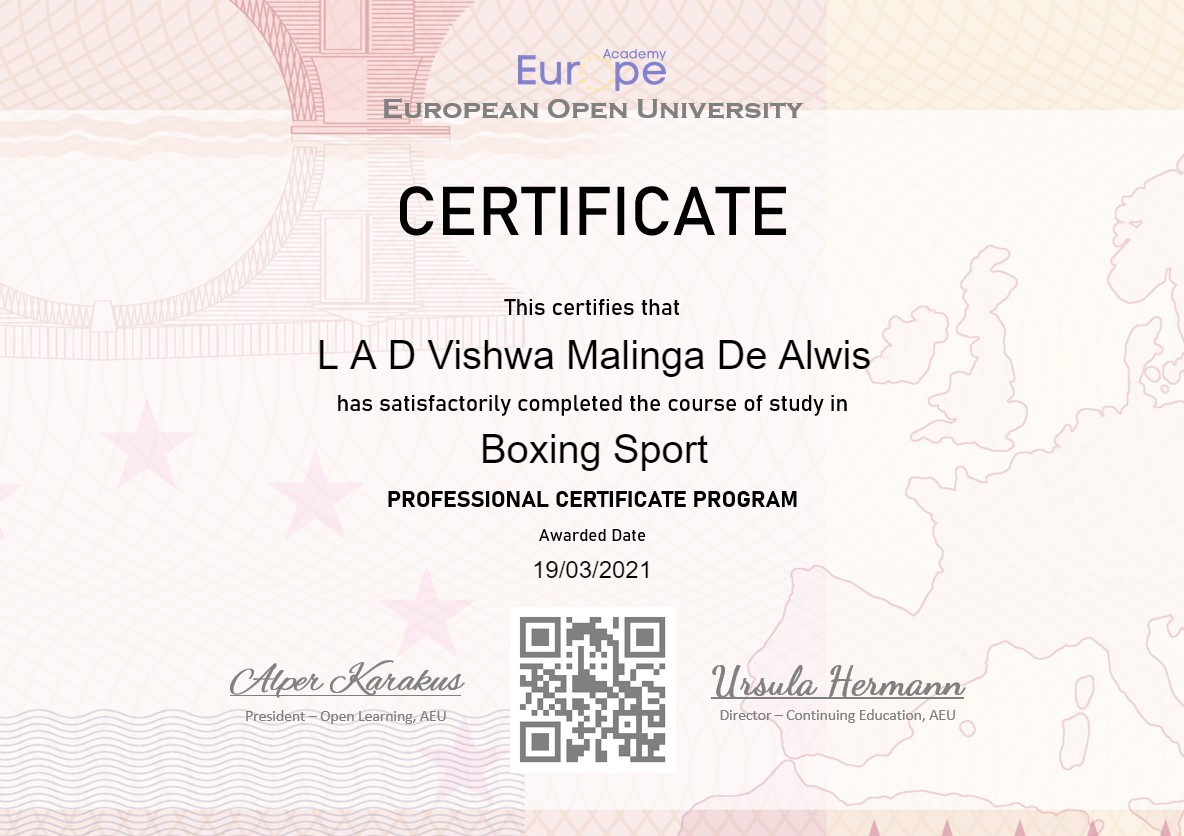 Academy
Europe
EUROPEAN OPEN UNIVERSITY
CERTIFICATE
This certifies that
L A D Vishwa Malinga De Alwis
has satisfactorily completed the course of study in
Boxing Sport
PROFESSIONAL CERTIFICATE PROGRAM
Awarded Date
19/03/2021
Alper Karakus
President – Open Learning, AEU
Ursula Hermann
Director – Continuing Education, AEU